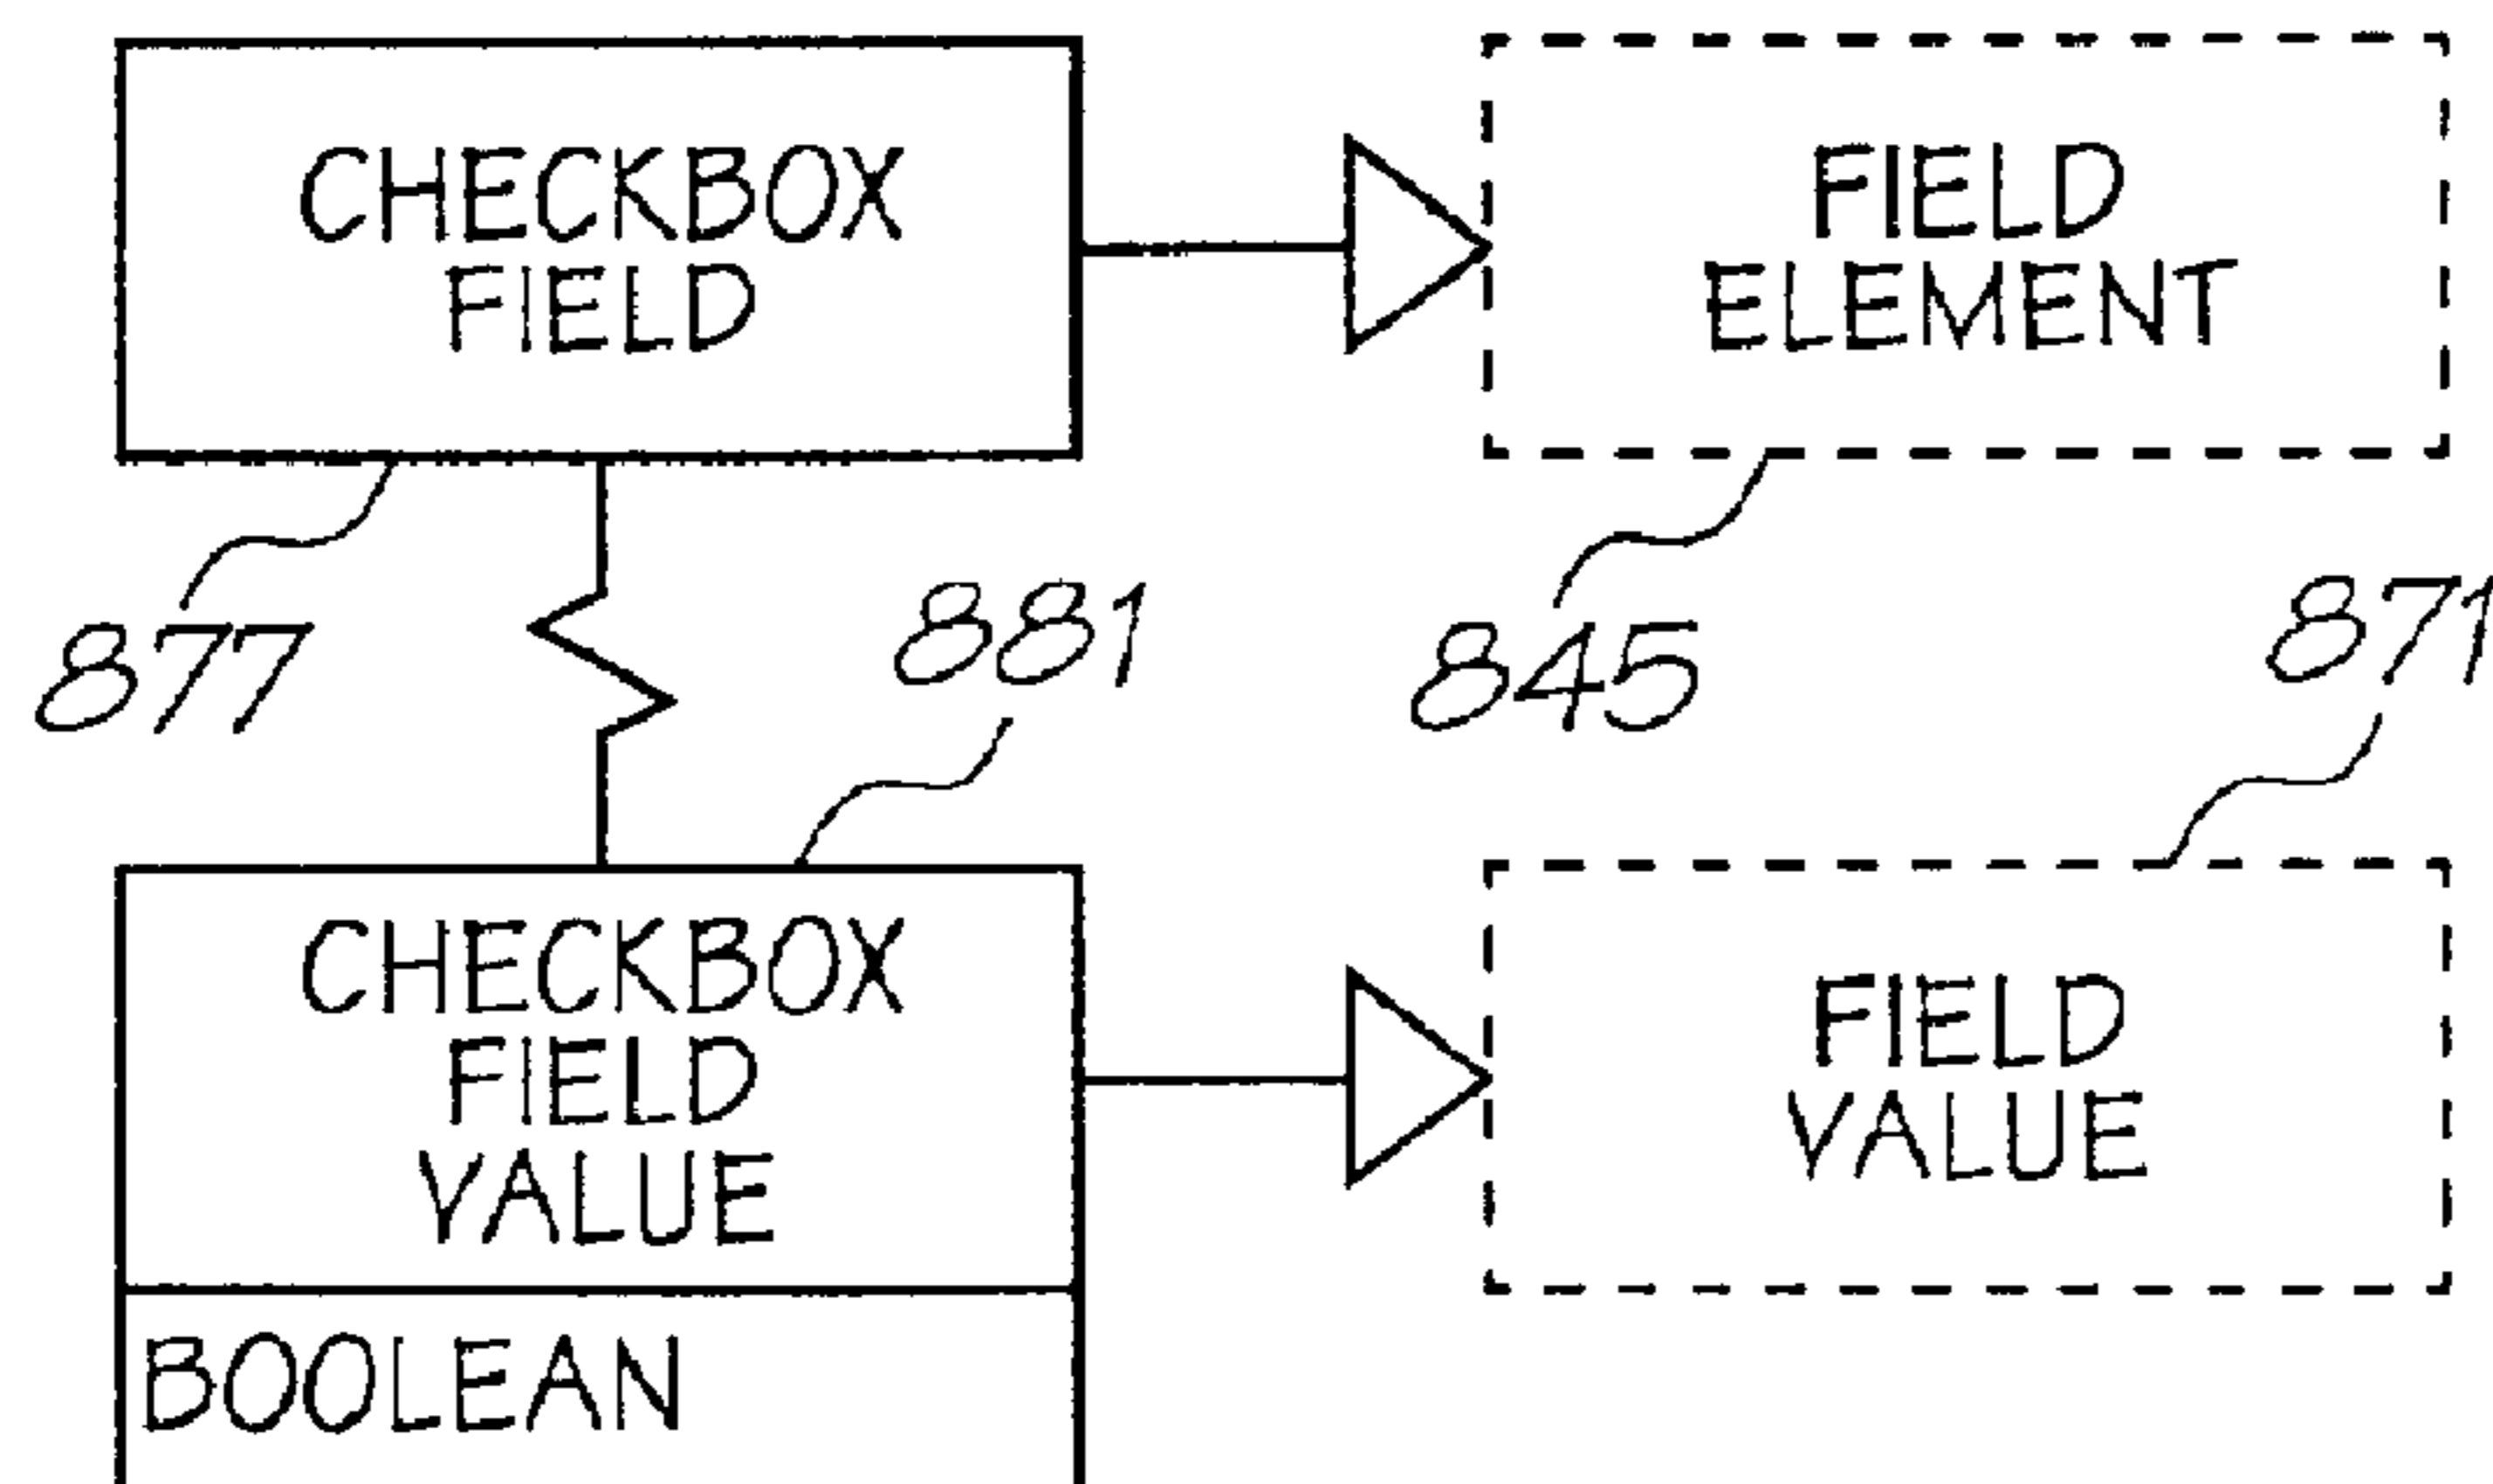 CHECKBOX
FIELD
FIELD
ELEMENT
877
881
845
871
CHECKBOX
FIELD
VALUE
FIELD
VALUE
BOOLEAN